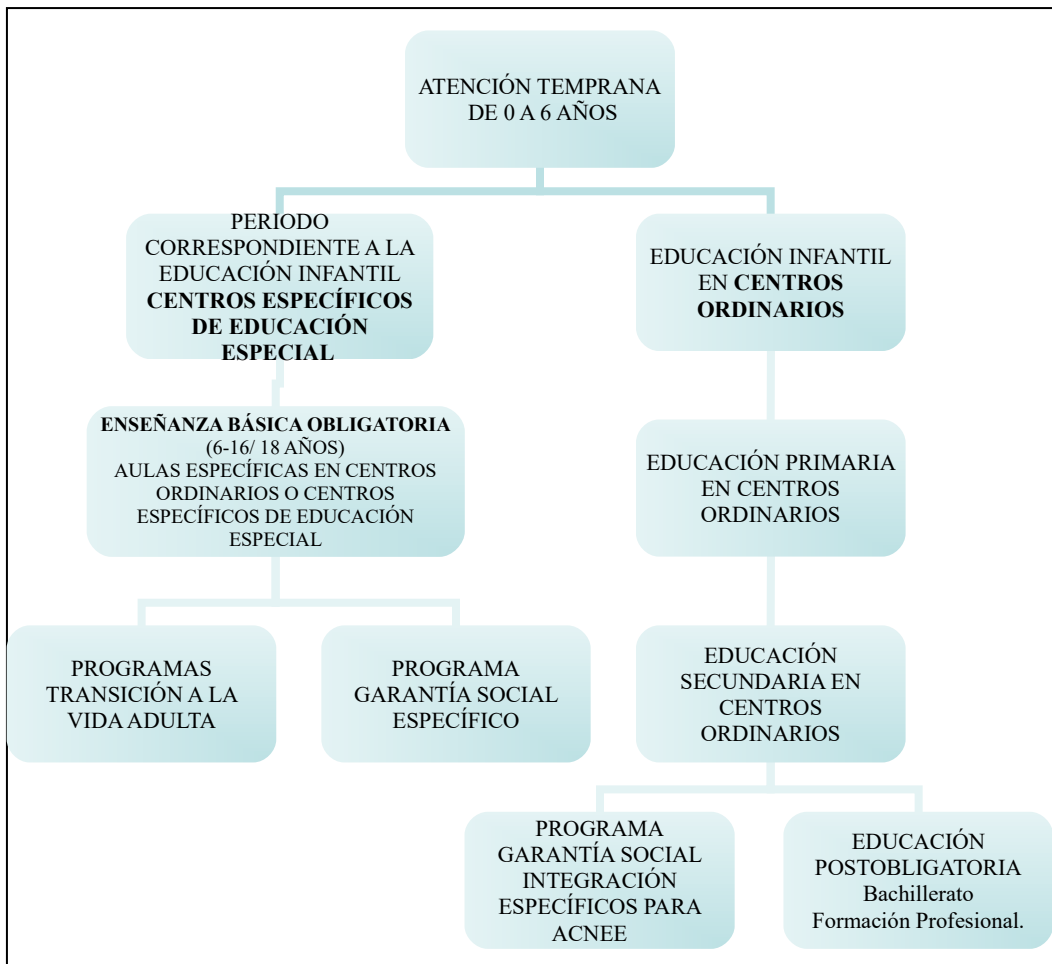 ATENCIÓN TEMPRANA
DE 0 A 6 AÑOS
PERIODO
CORRESPONDIENTE A LA
EDUCACIÓN INFANTIL
CENTROS ESPECÍFICOS
DE EDUCACIÓN
ESPECIAL
EDUCACIÓN INFANTIL
EN CENTROS
ORDINARIOS
ENSEÑANZA BÁSICA OBLIGATORIA
(6-16/ 18 AÑOS)
AULAS ESPECÍFICAS EN CENTROS
ORDINARIOS O CENTROS
ESPECÍFICOS DE EDUCACIÓN
ESPECIAL
EDUCACIÓN PRIMARIA
EN CENTROS
ORDINARIOS
PROGRAMAS
TRANSICIÓN A LA
VIDA ADULTA
PROGRAMA
GARANTÍA SOCIAL
ESPECÍFICO
EDUCACIÓN
SECUNDARIA EN
CENTROS
ORDINARIOS
PROGRAMA
GARANTÍA SOCIAL
INTEGRACIÓN
ESPECÍFICOS PARA
ACNEE
EDUCACIÓN
POSTOBLIGATORIA
Bachillerato
Formación Profesional.